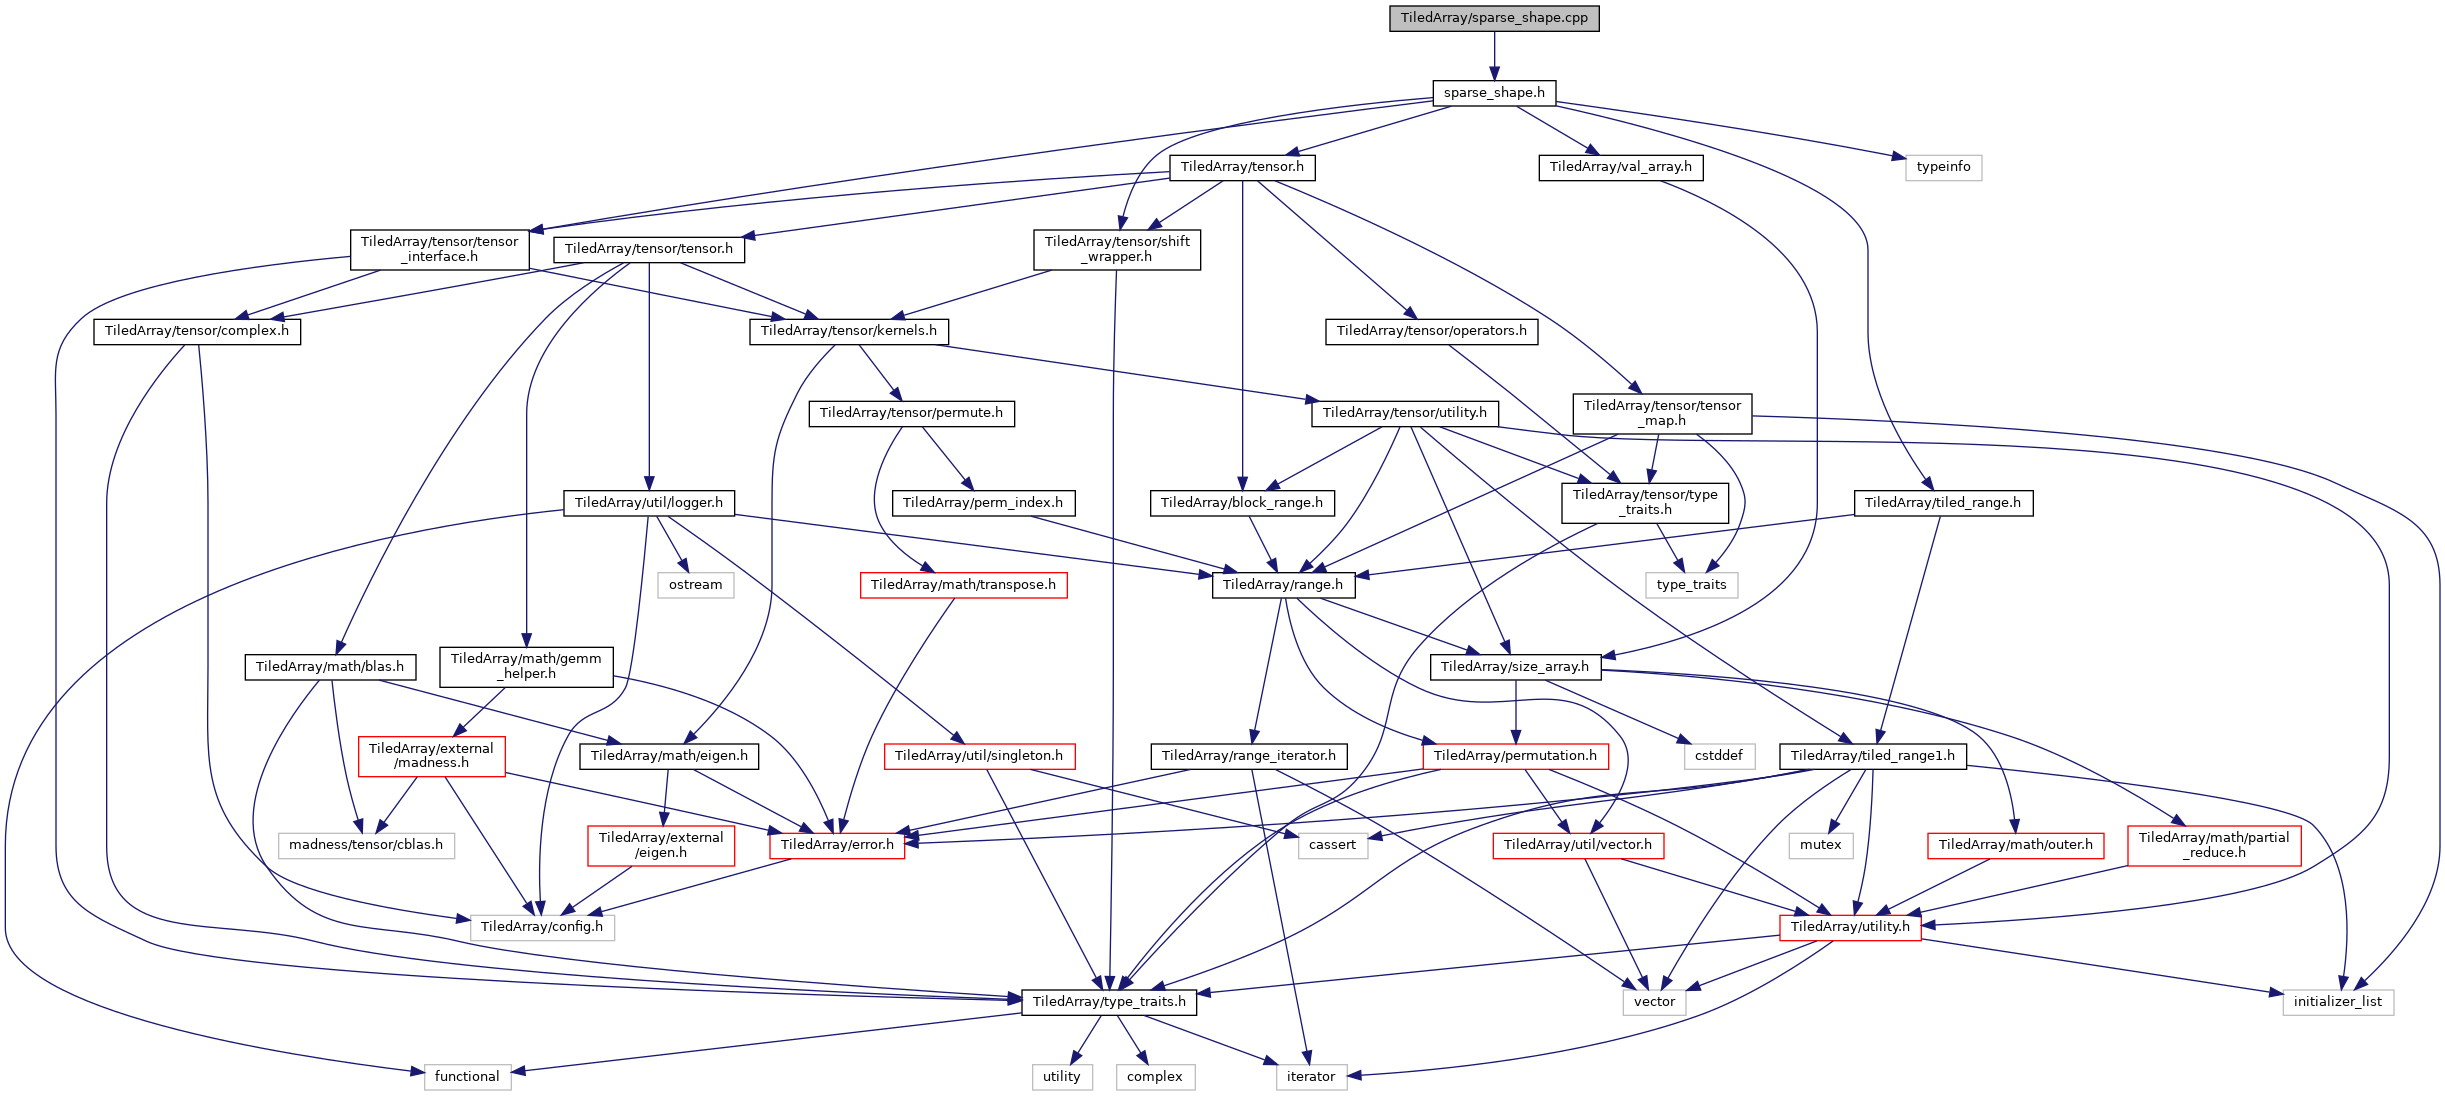 TiledArray/sparse_shape.cpp
sparse_shape.h
TiledArray/tensor.h
TiledArray/val_array.h
typeinfo
TiledArray/tensor/tensor
_interface.h
TiledArray/tensor/tensor.h
TiledArray/tensor/shift
_wrapper.h
TiledArray/tensor/complex.h
TiledArray/tensor/kernels.h
TiledArray/tensor/operators.h
TiledArray/tensor/permute.h
TiledArray/tensor/utility.h
TiledArray/tensor/tensor
_map.h
TiledArray/util/logger.h
TiledArray/perm_index.h
TiledArray/block_range.h
TiledArray/tensor/type
_traits.h
TiledArray/tiled_range.h
ostream
TiledArray/math/transpose.h
TiledArray/range.h
type_traits
TiledArray/math/blas.h
TiledArray/math/gemm
_helper.h
TiledArray/size_array.h
TiledArray/external
/madness.h
TiledArray/math/eigen.h
TiledArray/util/singleton.h
TiledArray/range_iterator.h
TiledArray/permutation.h
cstddef
TiledArray/tiled_range1.h
madness/tensor/cblas.h
TiledArray/external
/eigen.h
TiledArray/error.h
cassert
TiledArray/util/vector.h
mutex
TiledArray/math/outer.h
TiledArray/math/partial
_reduce.h
TiledArray/config.h
TiledArray/utility.h
TiledArray/type_traits.h
vector
initializer_list
functional
utility
complex
iterator